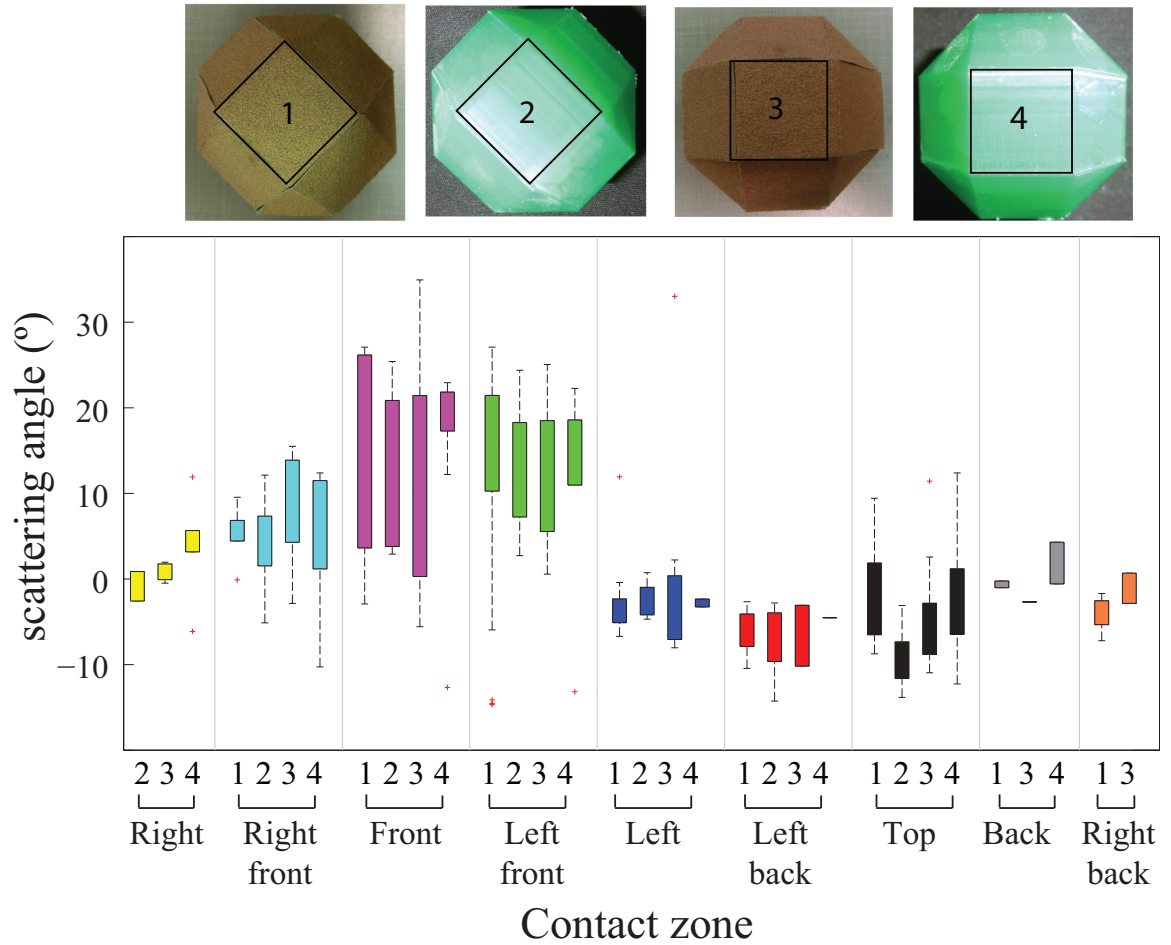 1
2
3
4
scattering angle (º)
30
20
10
0
−10
2 3 4
1 2 3 4
1 2 3 4
1 2 3 4
1 2 3 4
1 2 3 4
1 2 3 4
1 3 4
1 3
Right
Right
front
Front
Left
front
Left
Left
back
Top
Back
Right
back
Contact zone